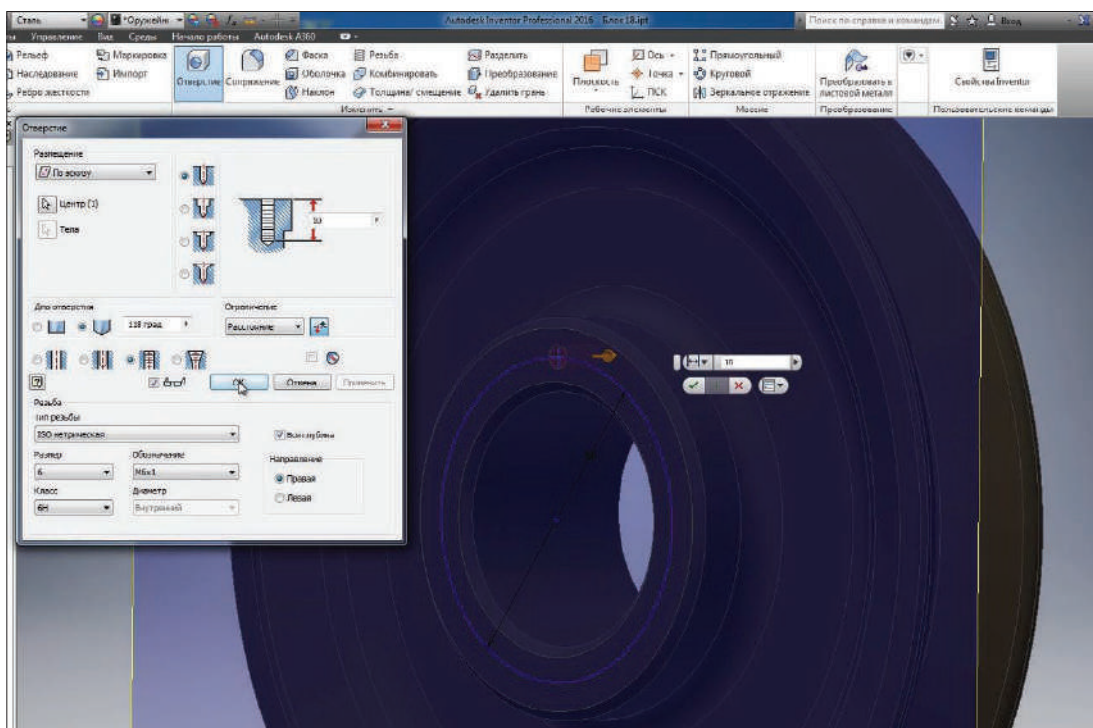 Сталь *Оружейн Autodesk Inventor Professional 2016 Блок18.ipt Поиск по справке и командам. Вход
Управление Вид Среды Начало работы Autodesk A360
Рельеф Маркировка Фаска Резьба Разделить Ось Прямоугольный
Наследование Импорт Отверстие Сопряжение Оболочка Комбинировать Преобразование Плоскость Точка Круговой Преобразовать в листовой металл Свойства Inventor
Ребро жесткости Наклон Толщина/ смещение Удалить грань ПСК Зеркальное отражение
Изменить Рабочие элементы Массив Преобразование Пользовательские команды
Отверстие
Размещение
По эскизу
Центр (1)
10
Тела
Дно отверстия Ограничение
118 град Расстояние
10
OK Отмена Применить
Резьба
Тип резьбы
ISO метрическая Вся глубина
Размер Обозначение Направление
6 M6x1 Правая
Класс Диаметр Левая
6H Внутренний